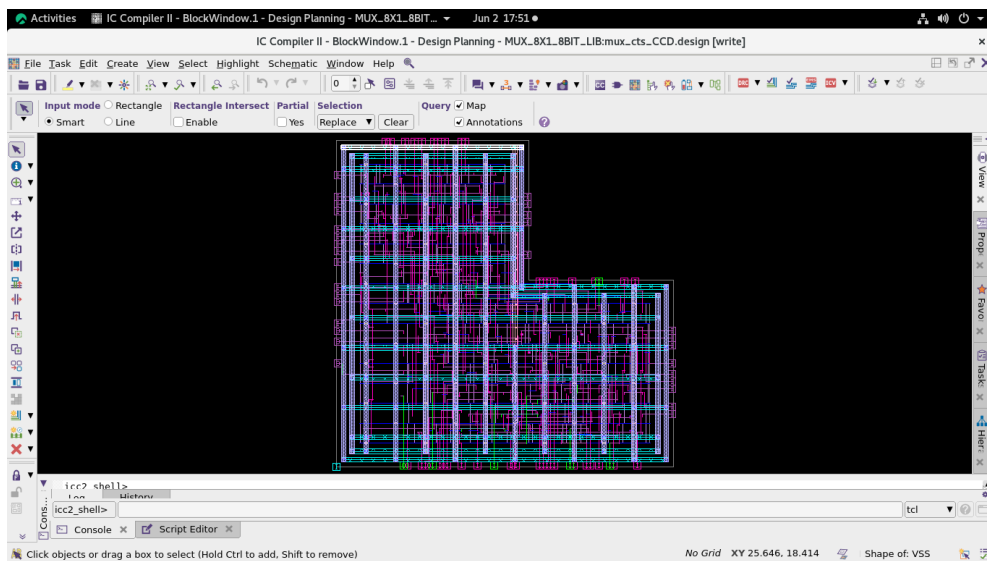 Activities IC Compiler II - BlockWindow.1 - Design Planning - MUX_8X1_8BIT... Jun 2 17:51
IC Compiler II - BlockWindow.1 - Design Planning - MUX_8X1_8BIT_LIB:mux_cts_CCD.design [write]
File Task Edit Create View Select Highlight Schematic Window Help
0
Input mode Rectangle Rectangle Intersect Partial Selection Query Map
Smart Line Enable Yes Replace Clear Annotations
View
Prop
Favo
Task
Hier
icc2_shell>
Log History
Cons...
icc2_shell> tcl
Console Script Editor
Click objects or drag a box to select (Hold Ctrl to add, Shift to remove) No Grid XY 25.646, 18.414 Shape of: VSS